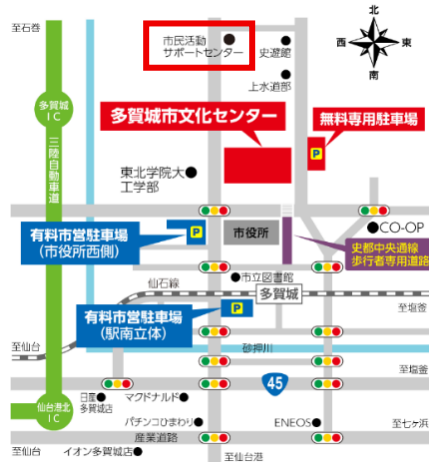 北
西
東
南
至石巻
市民活動
サポートセンター
史遊館
上水道部
多賀城
IC
多賀城市文化センター
無料専用駐車場
P
三陸自動車道
東北学院大
工学部
CO-OP
有料市営駐車場
(市役所西側)
P
市役所
史都中央通線
歩行者専用道路
市立図書館
仙石線
多賀城
至塩釜
有料市営駐車場
(駅南立体)
P
至仙台
砂押川
至塩釜
45
日産
多賀城店
マクドナルド
仙台港北
IC
パチンコひまわり
ENEOS
至七ヶ浜
産業道路
至仙台
イオン多賀城店
至仙台港